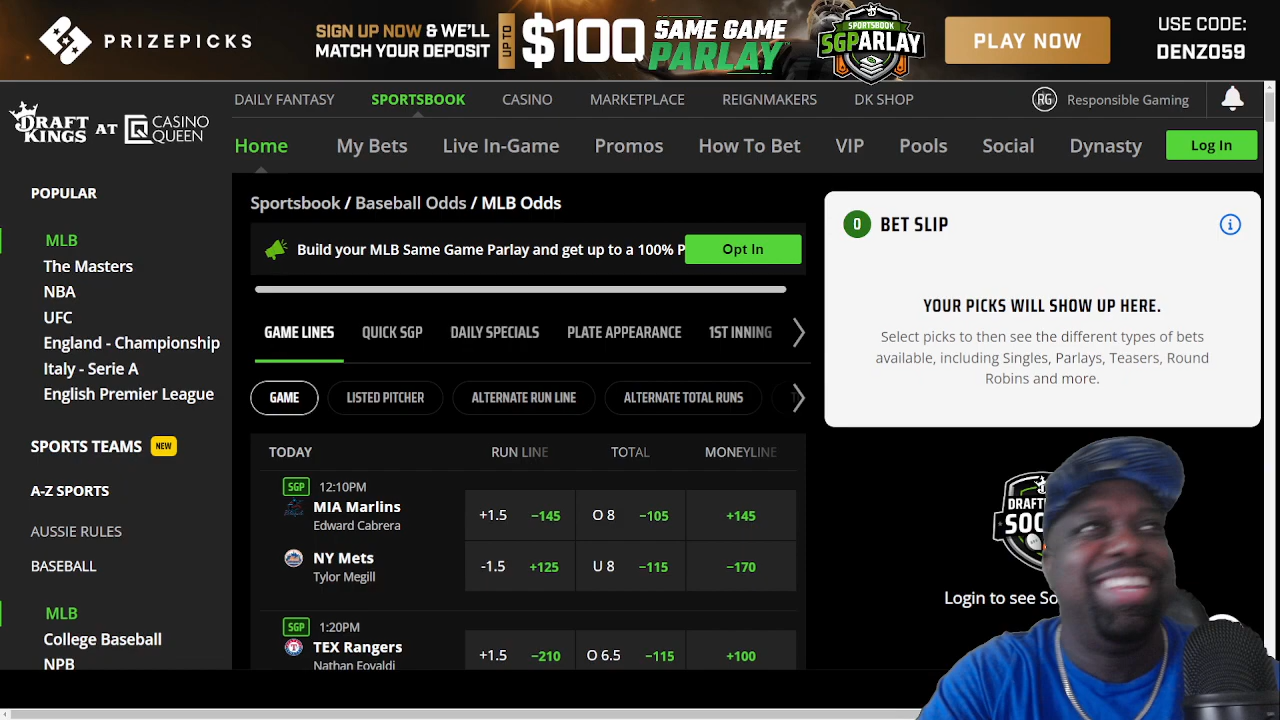 PRIZEPICKS
SIGN UP NOW & WE'LL
MATCH YOUR DEPOSIT
UP TO
$100
SAME GAME
PARLAY
SPORTSBOOK
SGPARLAY
PLAY NOW
USE CODE:
DENZO59
DAILY FANTASY SPORTSBOOK CASINO MARKETPLACE REIGNMAKERS DK SHOP RG Responsible Gaming
DRAFT KINGS AT CQ CASINO QUEEN
Home My Bets Live In-Game Promos How To Bet VIP Pools Social Dynasty Log In
POPULAR
MLB
The Masters
NBA
UFC
England - Championship
Italy - Serie A
English Premier League
SPORTS TEAMS NEW
A-Z SPORTS
AUSSIE RULES
BASEBALL
MLB
College Baseball
NPB
Sportsbook / Baseball Odds / MLB Odds
Build your MLB Same Game Parlay and get up to a 100% P Opt In
GAME LINES QUICK SGP DAILY SPECIALS PLATE APPEARANCE 1ST INNING
GAME LISTED PITCHER ALTERNATE RUN LINE ALTERNATE TOTAL RUNS
TODAY RUN LINE TOTAL MONEYLINE
SGP 12:10PM
MIA Marlins
Edward Cabrera
+1.5 −145 O 8 −105 +145
NY Mets
Tylor Megill
-1.5 +125 U 8 −115 −170
SGP 1:20PM
TEX Rangers
Nathan Eovaldi
+1.5 −210 O 6.5 −115 +100
0 BET SLIP
YOUR PICKS WILL SHOW UP HERE.
Select picks to then see the different types of bets
available, including Singles, Parlays, Teasers, Round
Robins and more.
Login to see So